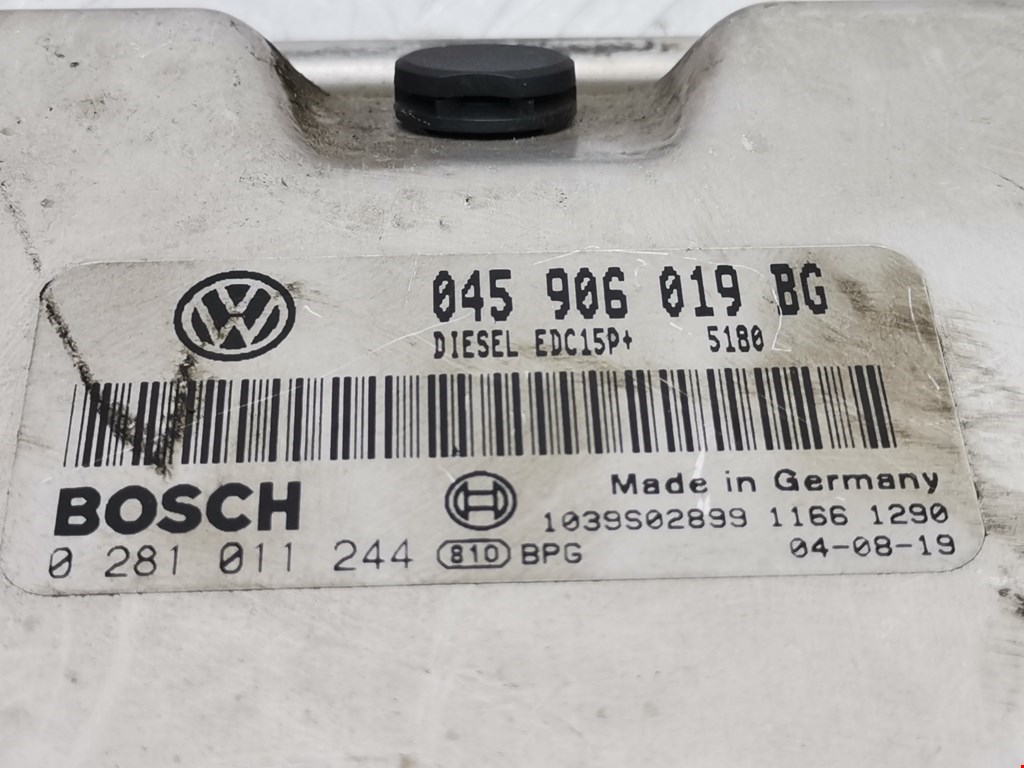 045 906 019 BG
DIESEL EDC15P+ 5180
BOSCH
Made in Germany
1039S02899 1166 1290
0 281 011 244 810 BPG 04-08-19